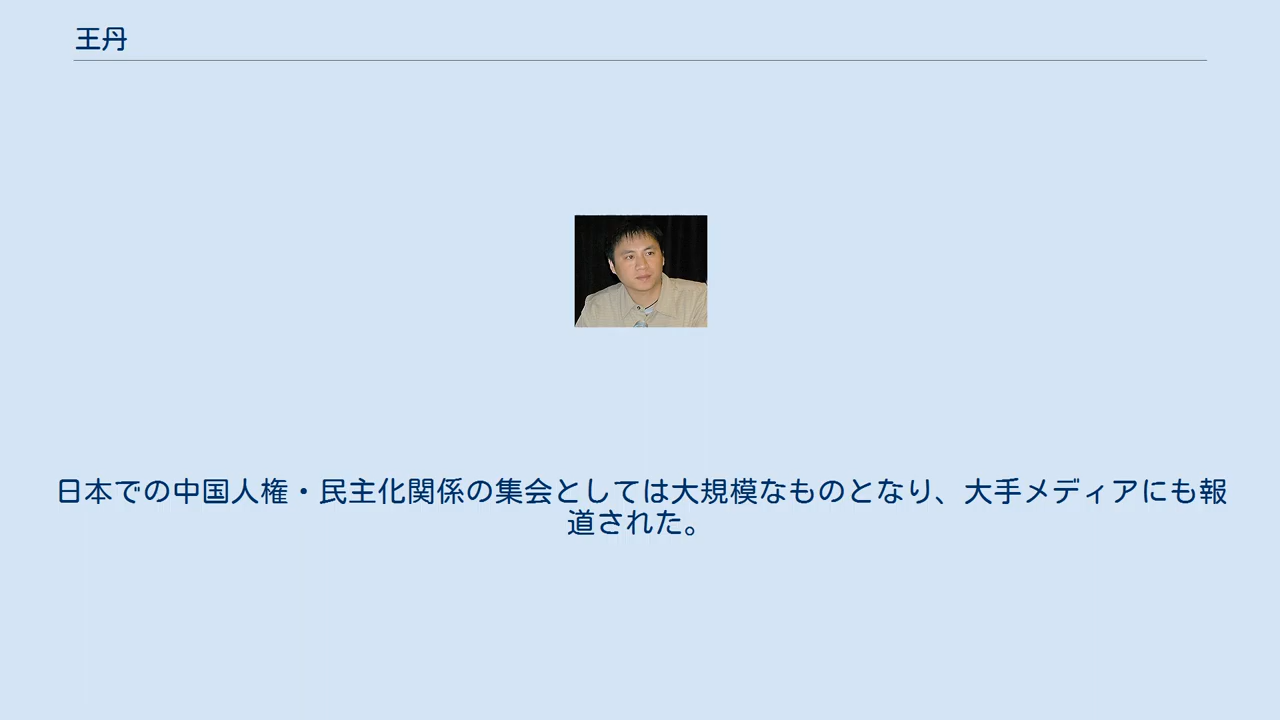 王丹
日本での中国人権・民主化関係の集会としては大規模なものとなり、大手メディアにも報
道された。